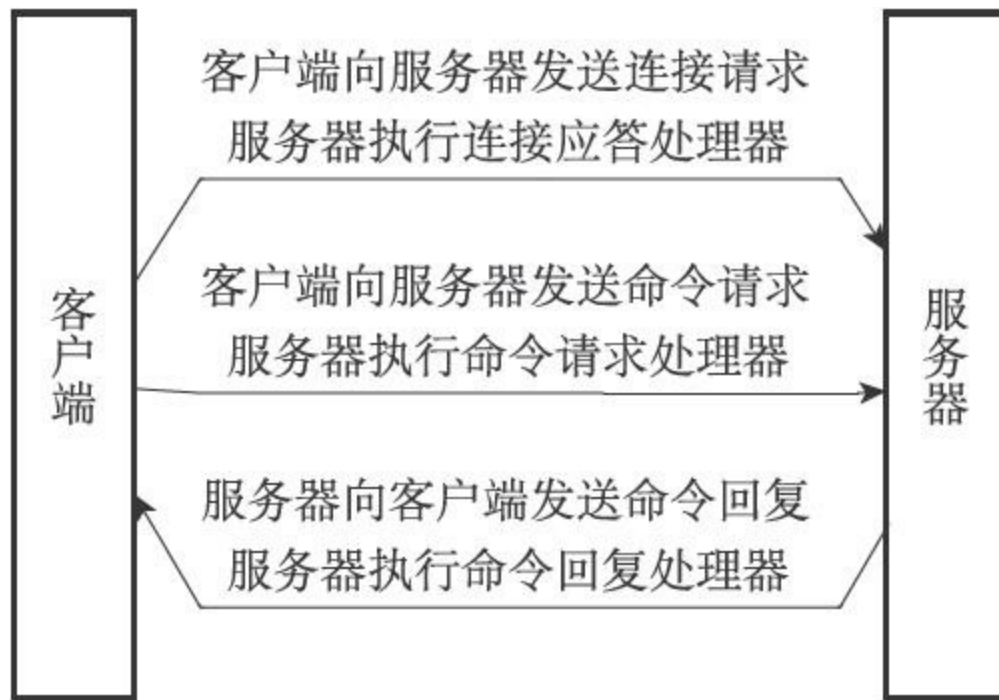 客户端向服务器发送连接请求
服务器执行连接应答处理器
客户端向服务器发送命令请求
服务器执行命令请求处理器
客户端
服务器
服务器向客户端发送命令回复
服务器执行命令回复处理器